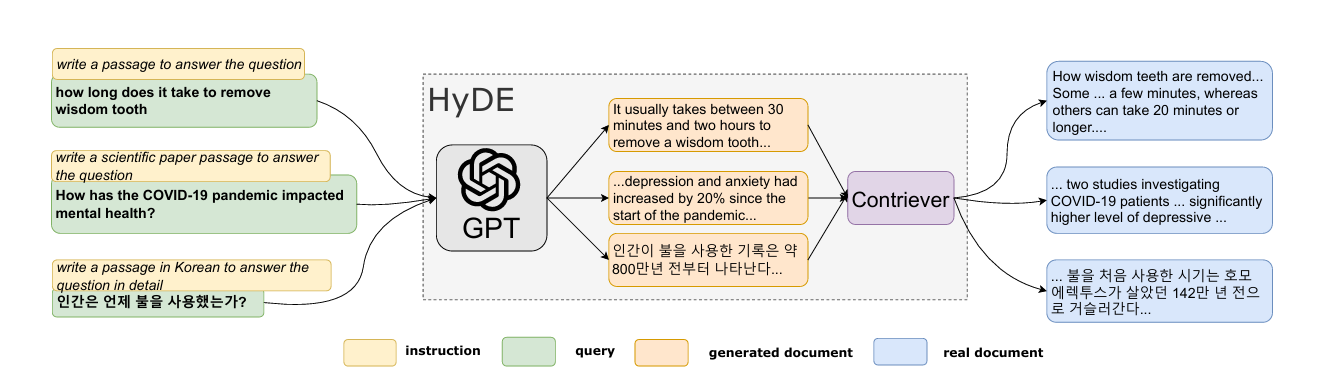 write a passage to answer the question
how long does it take to remove
wisdom tooth
write a scientific paper passage to answer
the question
How has the COVID-19 pandemic impacted
mental health?
write a passage in Korean to answer the
question in detail
인간은 언제 불을 사용했는가?
HyDE
GPT
It usually takes between 30
minutes and two hours to
remove a wisdom tooth...
...depression and anxiety had
increased by 20% since the
start of the pandemic...
인간이 불을 사용한 기록은 약
800만년 전부터 나타난다...
Contriever
How wisdom teeth are removed...
Some ... a few minutes, whereas
others can take 20 minutes or
longer....
... two studies investigating
COVID-19 patients ... significantly
higher level of depressive ...
... 불을 처음 사용한 시기는 호모
에렉투스가 살았던 142만 년 전으
로 거슬러간다...
instruction
query
generated document
real document